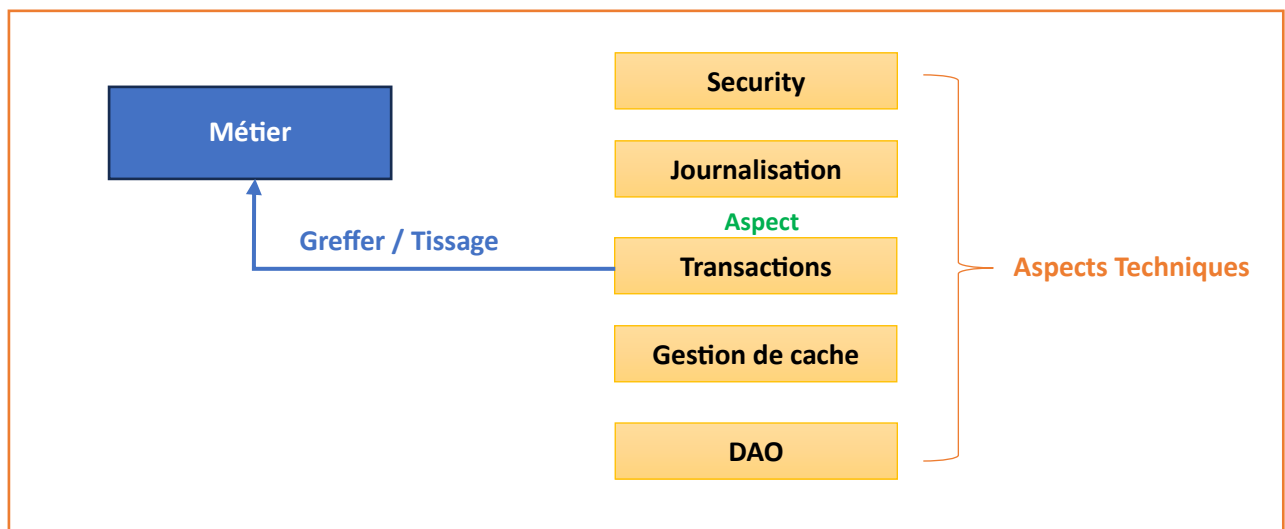 Security
Métier
Journalisation
Aspect
Greffer / Tissage
Transactions
Aspects Techniques
Gestion de cache
DAO